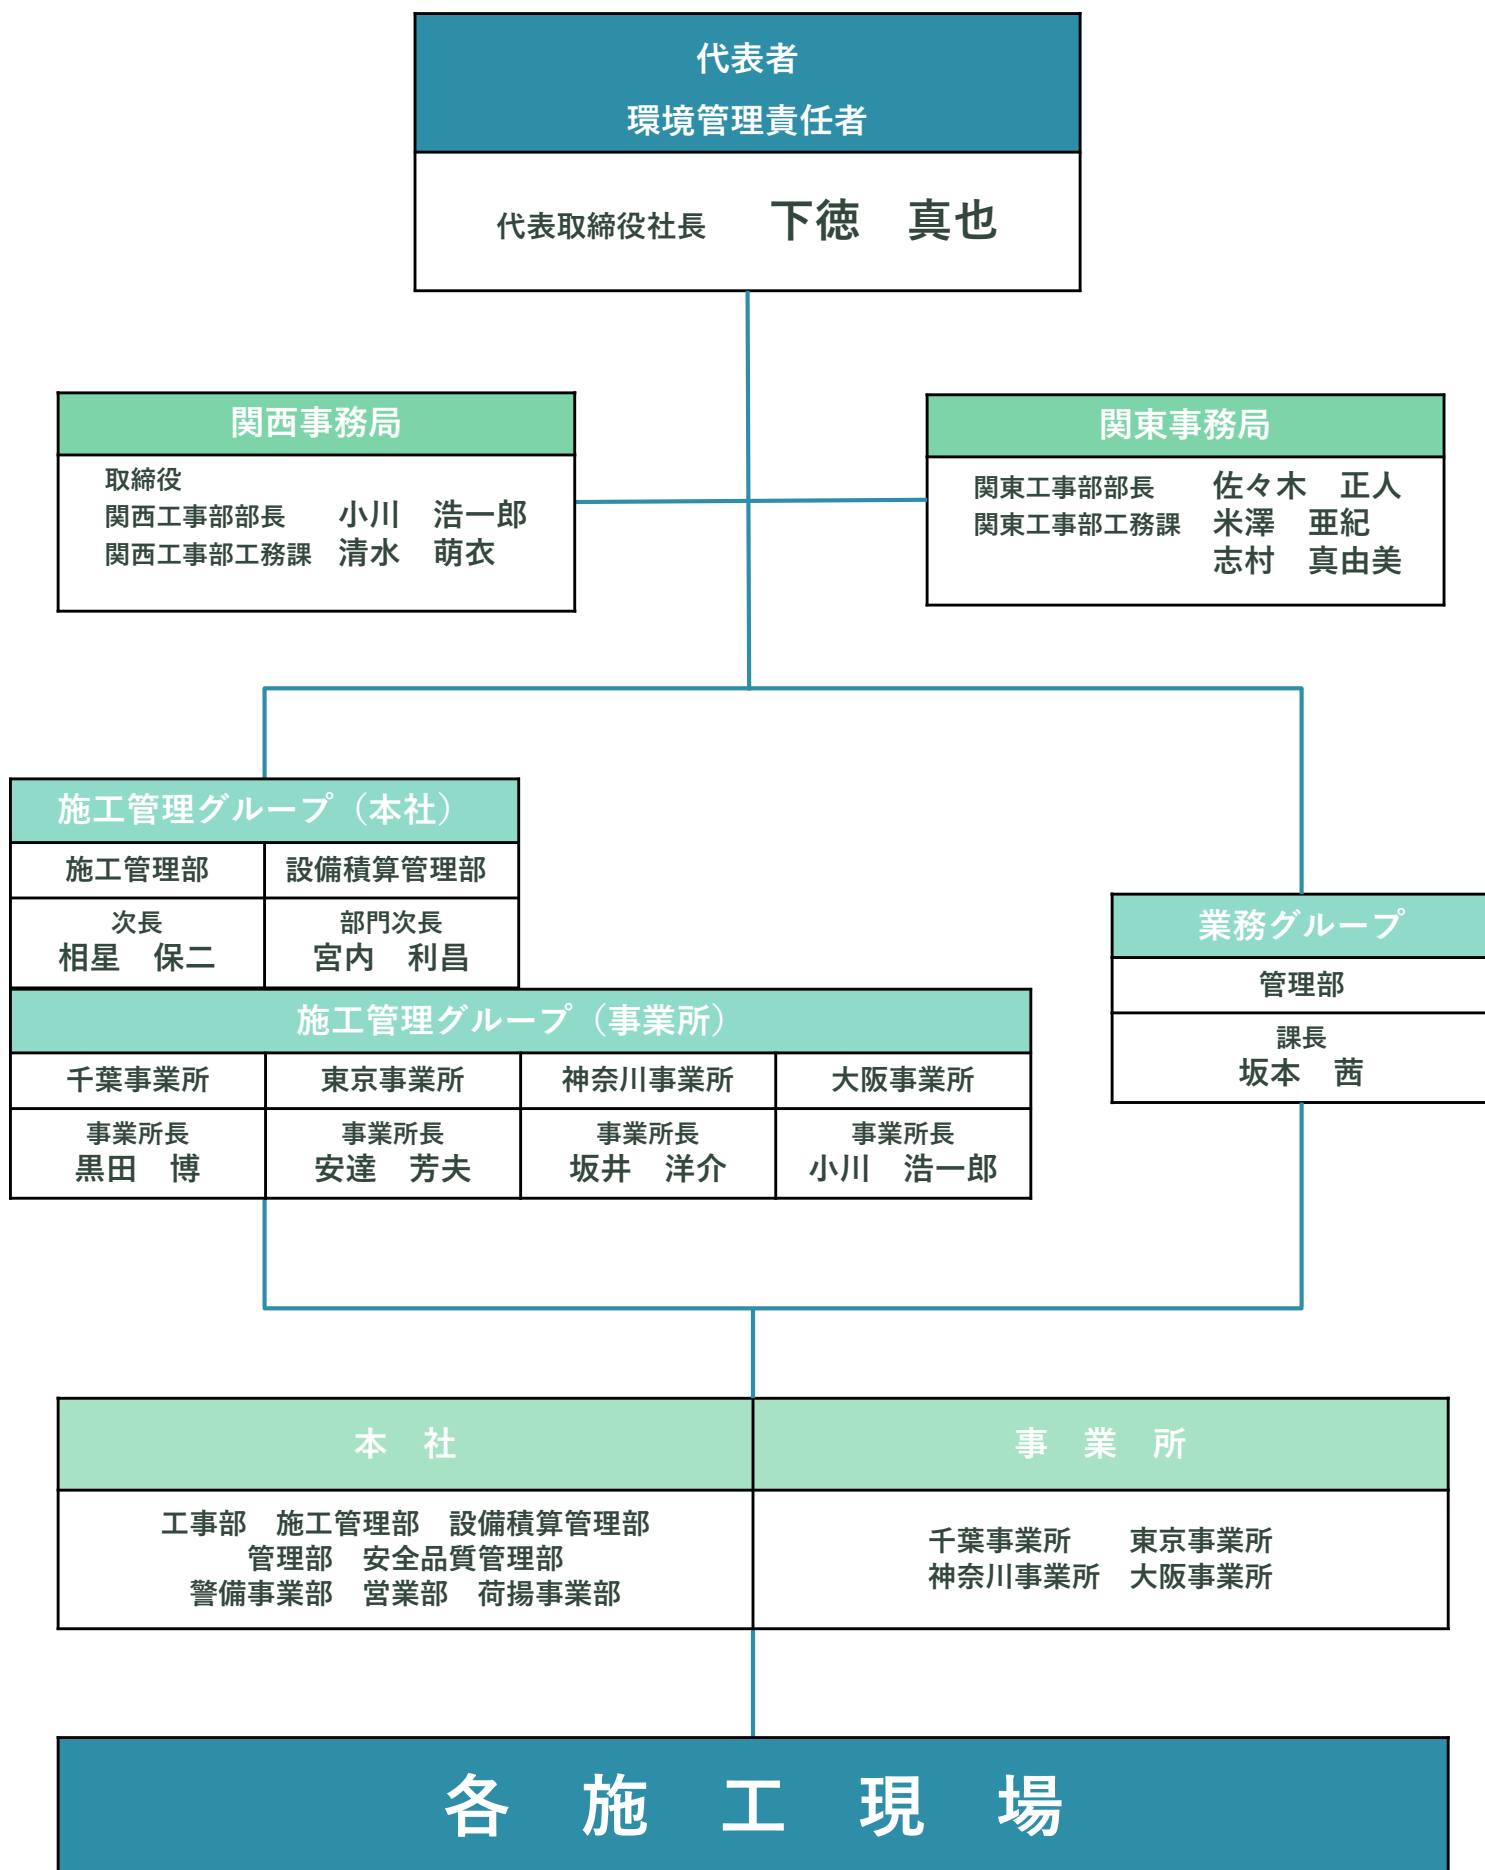 代表者
環境管理責任者
代表取締役社長　下徳　真也
関西事務局
取締役
関西工事部部長　小川　浩一郎
関西工事部工務課　清水　萌衣
関東事務局
関東工事部部長　佐々木　正人
関東工事部工務課　米澤　亜紀
志村　真由美
施工管理グループ（本社）
施工管理部　設備積算管理部
次長　部門次長
相星　保二　宮内　利昌
施工管理グループ（事業所）
千葉事業所　東京事業所　神奈川事業所　大阪事業所
事業所長　事業所長　事業所長　事業所長
黒田　博　安達　芳夫　坂井　洋介　小川　浩一郎
業務グループ
管理部
課長
坂本　茜
本　社
工事部　施工管理部　設備積算管理部
管理部　安全品質管理部
警備事業部　営業部　荷揚事業部
事　業　所
千葉事業所　東京事業所
神奈川事業所　大阪事業所
各　施　工　現　場